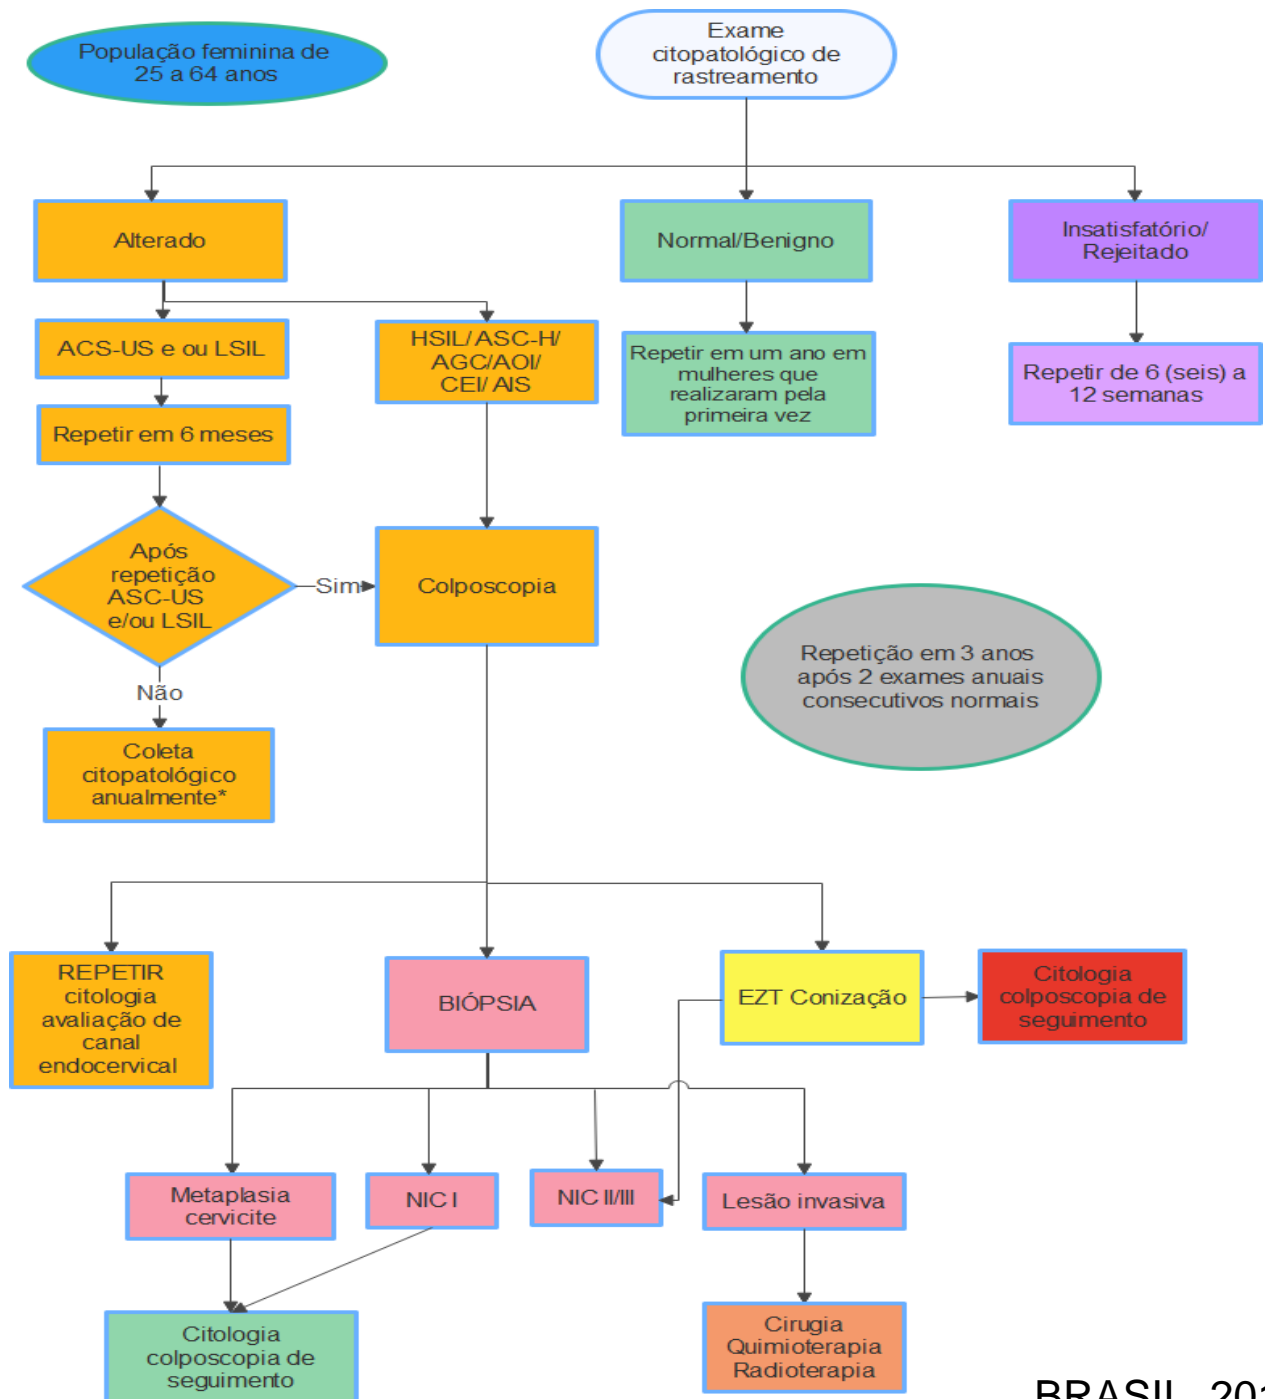 População feminina de
25 a 64 anos
Exame
citopatológico de
rastreamento
Alterado
Normal/Benigno
Insatisfatório/
Rejeitado
ACS-US e ou LSIL
HSIL/ ASC-H/
AGC/AOI/
CEI/ AIS
Repetir em um ano em
mulheres que
realizaram pela
primeira vez
Repetir de 6 (seis) a
12 semanas
Repetir em 6 meses
Após
repetição
ASC-US
e/ou LSIL
Sim
Colposcopia
Não
Coleta
citopatológico
anualmente*
Repetição em 3 anos
após 2 exames anuais
consecutivos normais
REPETIR
citologia
avaliação de
canal
endocervical
BIÓPSIA
EZT Conização
Citologia
colposcopia de
seguimento
Metaplasia
cervicite
NIC I
NIC II/III
Lesão invasiva
Citologia
colposcopia de
seguimento
Cirugia
Quimioterapia
Radioterapia
BRASIL